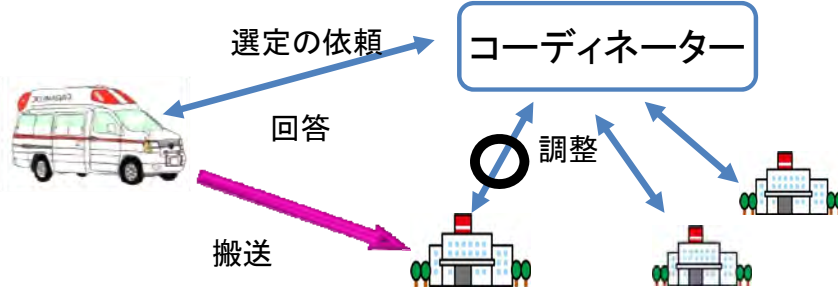 選定の依頼
コーディネーター
回答
調整
搬送